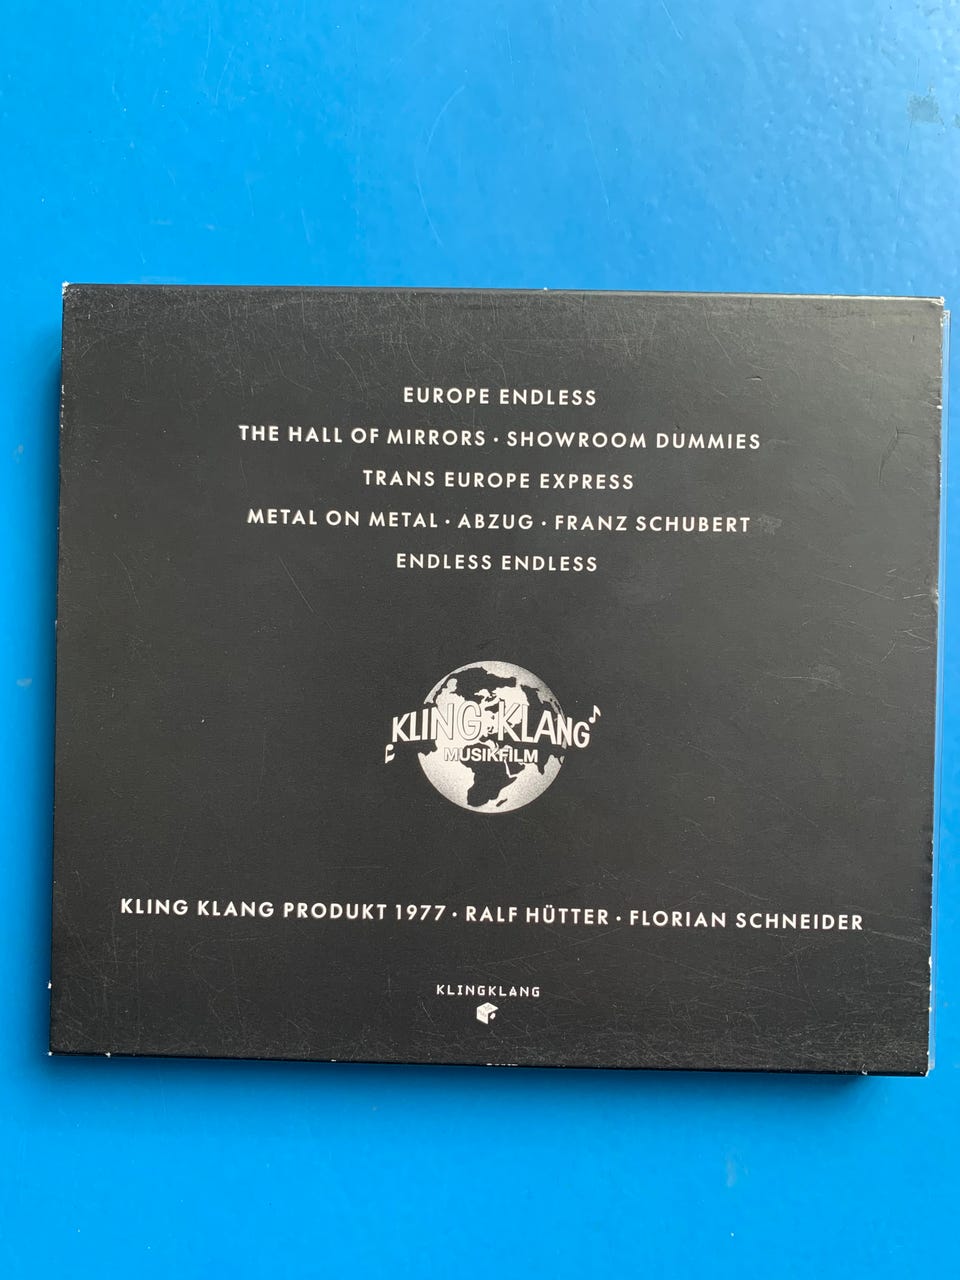 EUROPE ENDLESS
THE HALL OF MIRRORS · SHOWROOM DUMMIES
TRANS EUROPE EXPRESS
METAL ON METAL · ABZUG · FRANZ SCHUBERT
ENDLESS ENDLESS
KLING KLANG
MUSIKFILM
KLING KLANG PRODUKT 1977 · RALF HÜTTER · FLORIAN SCHNEIDER
KLINGKLANG